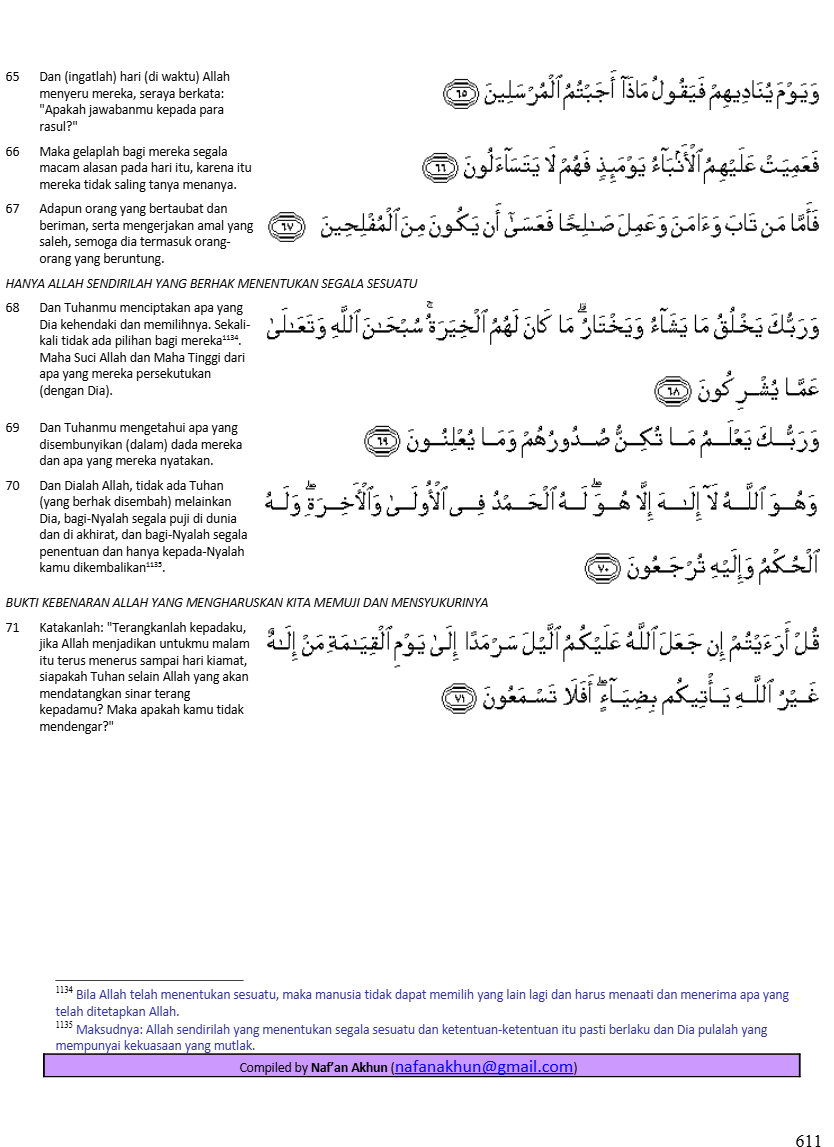 65 Dan (ingatlah) hari (di waktu) Allah
menyeru mereka, seraya berkata:
"Apakah jawabanmu kepada para
rasul?"
وَيَوْمَ يُنَادِيهِمْ فَيَقُولُ مَاذَآ أَجَبْتُمُ ٱلْمُرْسَلِينَ ٦٥
66 Maka gelaplah bagi mereka segala
macam alasan pada hari itu, karena itu
mereka tidak saling tanya menanya.
فَعَمِيَتْ عَلَيْهِمُ ٱلْأَنۢبَآءُ يَوْمَئِذٍ فَهُمْ لَا يَتَسَآءَلُونَ ٦٦
67 Adapun orang yang bertaubat dan
beriman, serta mengerjakan amal yang
saleh, semoga dia termasuk orang-
orang yang beruntung.
فَأَمَّا مَن تَابَ وَءَامَنَ وَعَمِلَ صَـٰلِحًا فَعَسَىٰٓ أَن يَكُونَ مِنَ ٱلْمُفْلِحِينَ ٦٧
HANYA ALLAH SENDIRILAH YANG BERHAK MENENTUKAN SEGALA SESUATU
68 Dan Tuhanmu menciptakan apa yang
Dia kehendaki dan memilihnya. Sekali-
kali tidak ada pilihan bagi mereka1134.
Maha Suci Allah dan Maha Tinggi dari
apa yang mereka persekutukan
(dengan Dia).
وَرَبُّكَ يَخْلُقُ مَا يَشَآءُ وَيَخْتَارُ ۗ مَا كَانَ لَهُمُ ٱلْخِيَرَةُ ۚ سُبْحَـٰنَ ٱللَّهِ وَتَعَـٰلَىٰ
عَمَّا يُشْرِكُونَ ٦٨
69 Dan Tuhanmu mengetahui apa yang
disembunyikan (dalam) dada mereka
dan apa yang mereka nyatakan.
وَرَبُّكَ يَعْلَمُ مَا تُكِنُّ صُدُورُهُمْ وَمَا يُعْلِنُونَ ٦٩
70 Dan Dialah Allah, tidak ada Tuhan
(yang berhak disembah) melainkan
Dia, bagi-Nyalah segala puji di dunia
dan di akhirat, dan bagi-Nyalah segala
penentuan dan hanya kepada-Nyalah
kamu dikembalikan1135.
وَهُوَ ٱللَّهُ لَآ إِلَـٰهَ إِلَّا هُوَ ۖ لَهُ ٱلْحَمْدُ فِى ٱلْأُولَىٰ وَٱلْـَٔاخِرَةِ ۖ وَلَهُ
ٱلْحُكْمُ وَإِلَيْهِ تُرْجَعُونَ ٧٠
BUKTI KEBENARAN ALLAH YANG MENGHARUSKAN KITA MEMUJI DAN MENSYUKURINYA
71 Katakanlah: "Terangkanlah kepadaku,
jika Allah menjadikan untukmu malam
itu terus menerus sampai hari kiamat,
siapakah Tuhan selain Allah yang akan
mendatangkan sinar terang
kepadamu? Maka apakah kamu tidak
mendengar?"
قُلْ أَرَءَيْتُمْ إِن جَعَلَ ٱللَّهُ عَلَيْكُمُ ٱلَّيْلَ سَرْمَدًا إِلَىٰ يَوْمِ ٱلْقِيَـٰمَةِ مَنْ إِلَـٰهٌ
غَيْرُ ٱللَّهِ يَأْتِيكُم بِضِيَآءٍ ۖ أَفَلَا تَسْمَعُونَ ٧١
1134 Bila Allah telah menentukan sesuatu, maka manusia tidak dapat memilih yang lain lagi dan harus menaati dan menerima apa yang
telah ditetapkan Allah.
1135 Maksudnya: Allah sendirilah yang menentukan segala sesuatu dan ketentuan-ketentuan itu pasti berlaku dan Dia pulalah yang
mempunyai kekuasaan yang mutlak.
Compiled by Naf'an Akhun (nafanakhun@gmail.com)
611